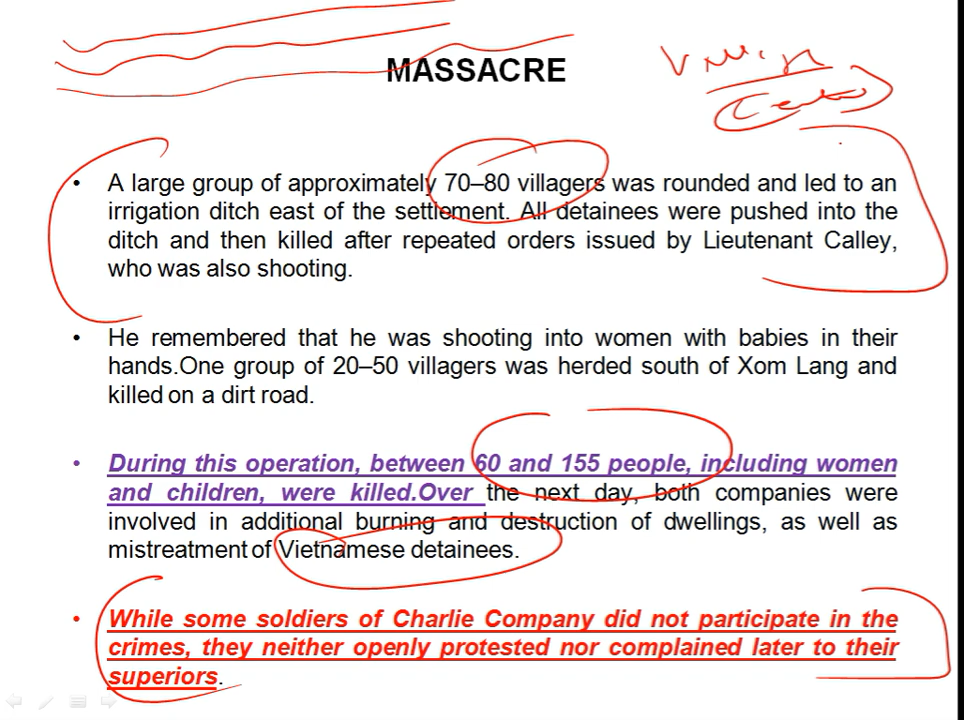 MASSACRE
• A large group of approximately 70–80 villagers was rounded and led to an
irrigation ditch east of the settlement. All detainees were pushed into the
ditch and then killed after repeated orders issued by Lieutenant Calley,
who was also shooting.
• He remembered that he was shooting into women with babies in their
hands.One group of 20–50 villagers was herded south of Xom Lang and
killed on a dirt road.
• During this operation, between 60 and 155 people, including women
and children, were killed.Over the next day, both companies were
involved in additional burning and destruction of dwellings, as well as
mistreatment of Vietnamese detainees.
• While some soldiers of Charlie Company did not participate in the
crimes, they neither openly protested nor complained later to their
superiors.